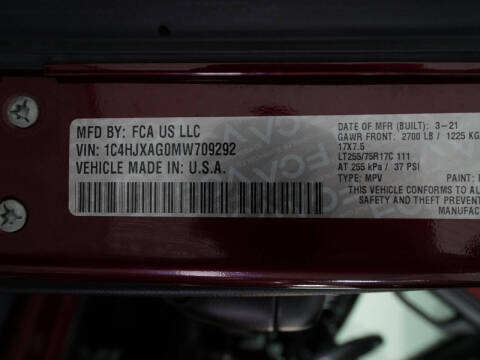 MFD BY: FCA US LLC
VIN: 1C4HJXAG0MW709292
VEHICLE MADE IN: U.S.A.
DATE OF MFR (BUILT): 3-21
GAWR FRONT: 2700 LB / 1225 KG
17X7.5
LT255/75R17C 111
AT 255 kPa / 37 PSI
TYPE: MPV PAINT:
THIS VEHICLE CONFORMS TO AL
SAFETY AND THEFT PREVENT
MANUFAC